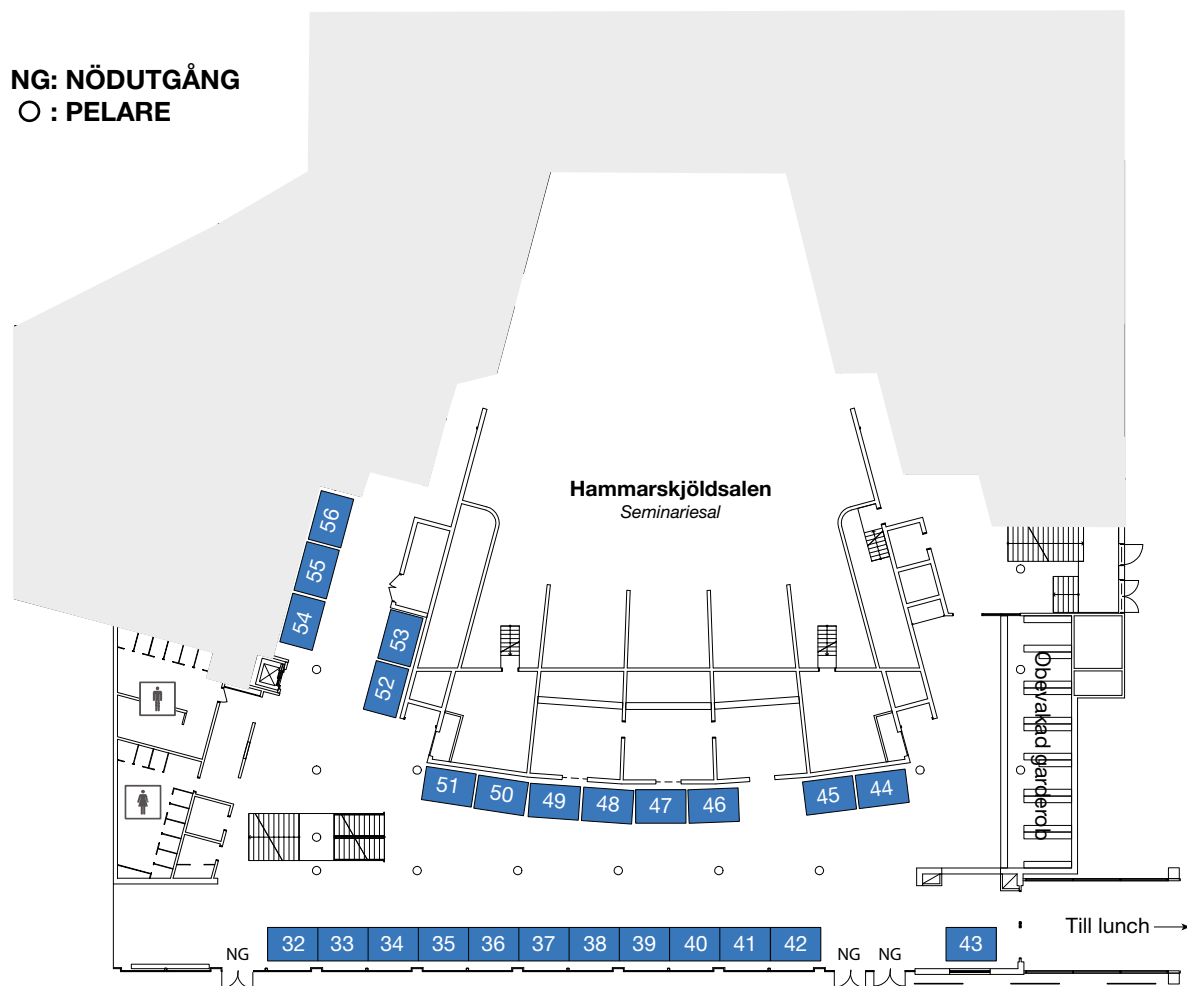 NG: NÖDUTGÅNG
: PELARE
Hammarskjöldsalen
Seminariesal
56
55
54
53
52
Obevakad garderob
51
50
49
48
47
46
45
44
32
33
34
35
36
37
38
39
40
41
42
43
Till lunch
NG
NG
NG